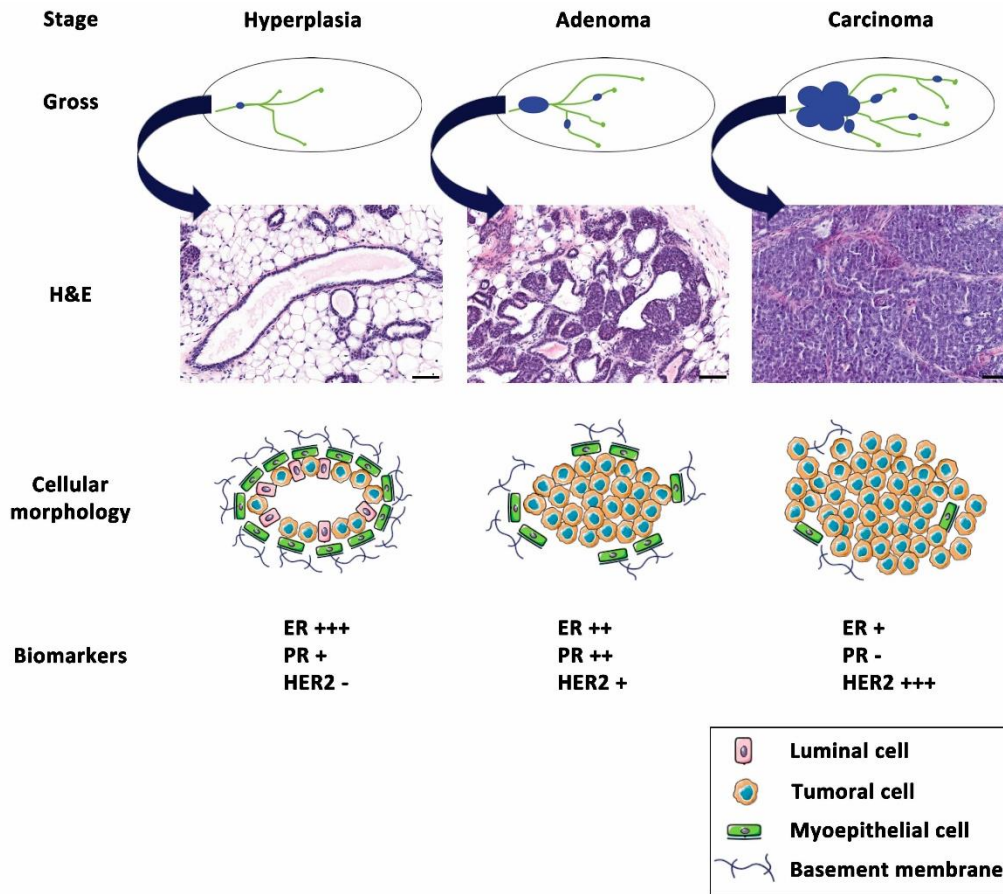 Stage Hyperplasia Adenoma Carcinoma
Gross
H&E
Cellular
morphology
Biomarkers
ER +++
PR +
HER2 -
ER ++
PR ++
HER2 +
ER +
PR -
HER2 +++
Luminal cell
Tumoral cell
Myoepithelial cell
Basement membrane